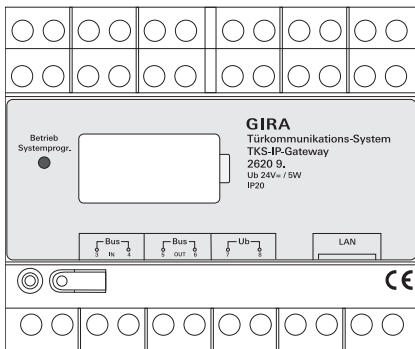 GIRA
Türkommunikations-System
TKS-IP-Gateway
2620 9.
Ub 24V= / 5W
IP20
Betrieb
Systemprogr.
Bus Bus Ub LAN
3 IN 4 5 OUT 6 7 8
CE